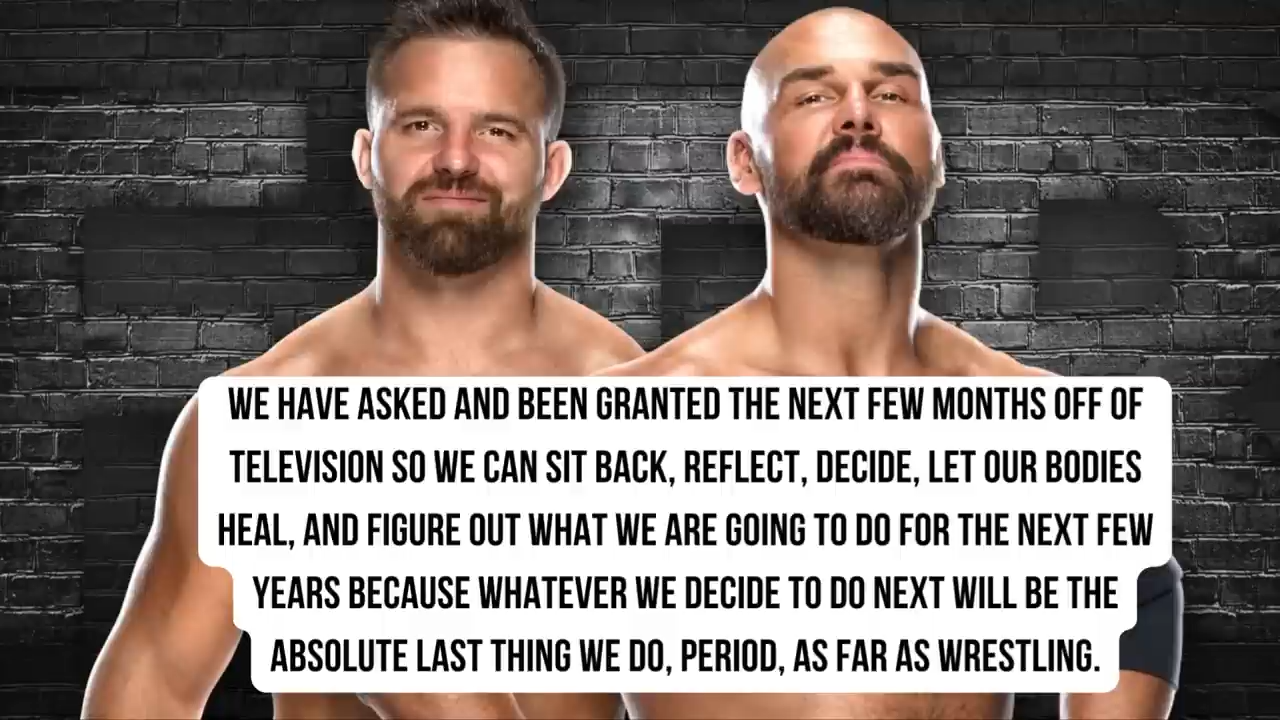 WE HAVE ASKED AND BEEN GRANTED THE NEXT FEW MONTHS OFF OF
TELEVISION SO WE CAN SIT BACK, REFLECT, DECIDE, LET OUR BODIES
HEAL, AND FIGURE OUT WHAT WE ARE GOING TO DO FOR THE NEXT FEW
YEARS BECAUSE WHATEVER WE DECIDE TO DO NEXT WILL BE THE
ABSOLUTE LAST THING WE DO, PERIOD, AS FAR AS WRESTLING.